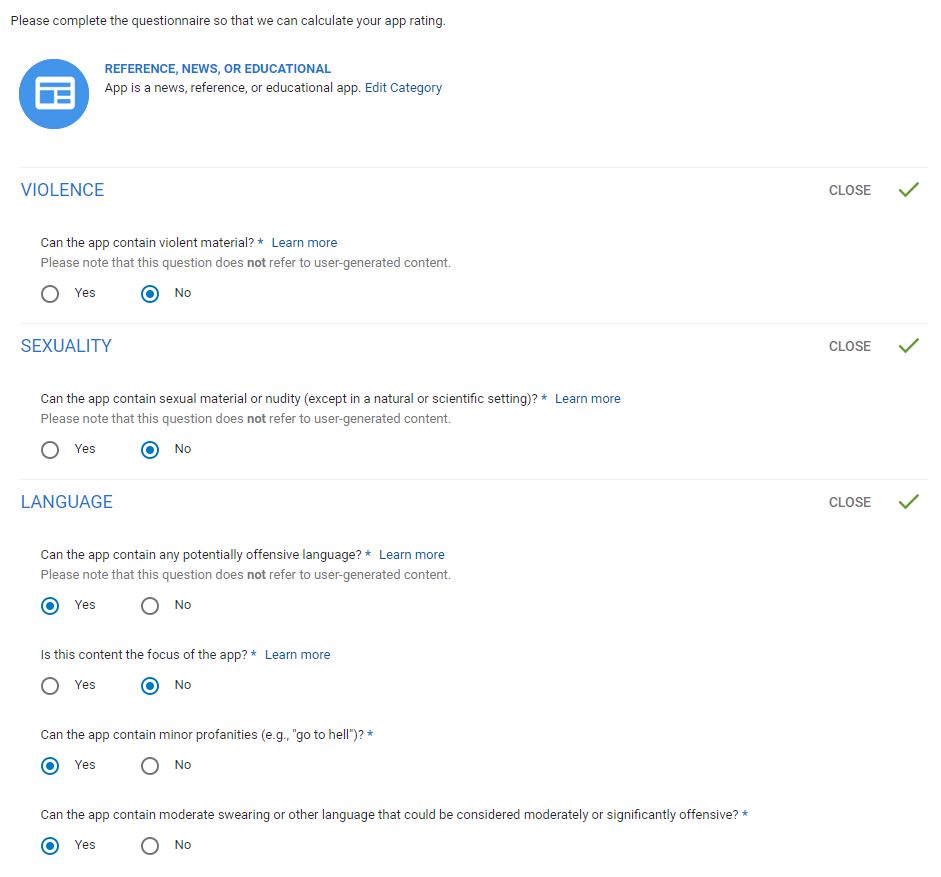 Please complete the questionnaire so that we can calculate your app rating.
REFERENCE, NEWS, OR EDUCATIONAL
App is a news, reference, or educational app. Edit Category
VIOLENCE
CLOSE
Can the app contain violent material? * Learn more
Please note that this question does not refer to user-generated content.
Yes No
SEXUALITY
CLOSE
Can the app contain sexual material or nudity (except in a natural or scientific setting)? * Learn more
Please note that this question does not refer to user-generated content.
Yes No
LANGUAGE
CLOSE
Can the app contain any potentially offensive language? * Learn more
Please note that this question does not refer to user-generated content.
Yes No
Is this content the focus of the app? * Learn more
Yes No
Can the app contain minor profanities (e.g., "go to hell")? *
Yes No
Can the app contain moderate swearing or other language that could be considered moderately or significantly offensive? *
Yes No